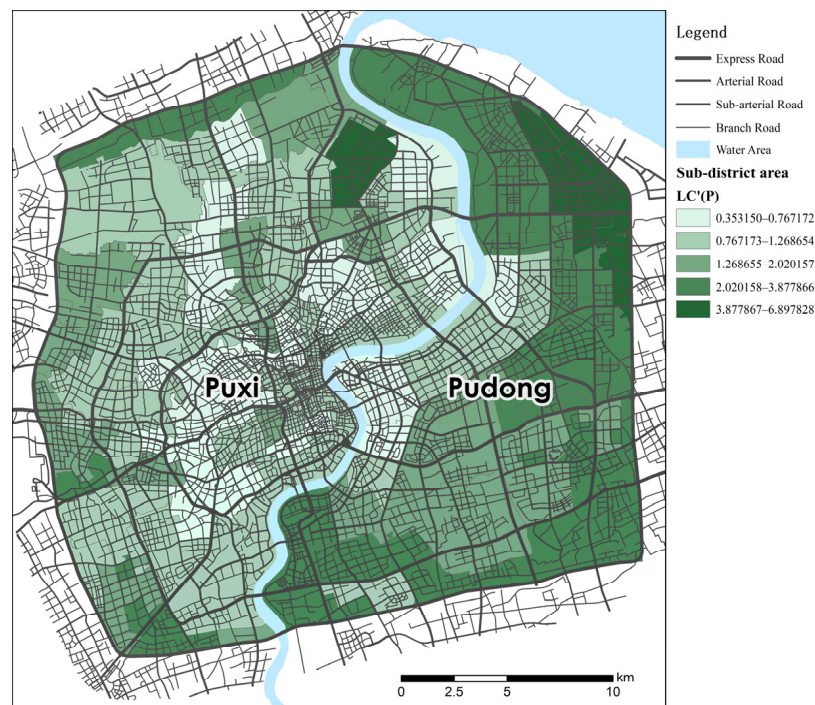 Legend
Express Road
Arterial Road
Sub-arterial Road
Branch Road
Water Area
Sub-district area
LC'(P)
0.353150–0.767172
0.767173–1.268654
1.268655–2.020157
2.020158–3.877866
3.877867–6.897828
Puxi
Pudong
km
0 2.5 5 10